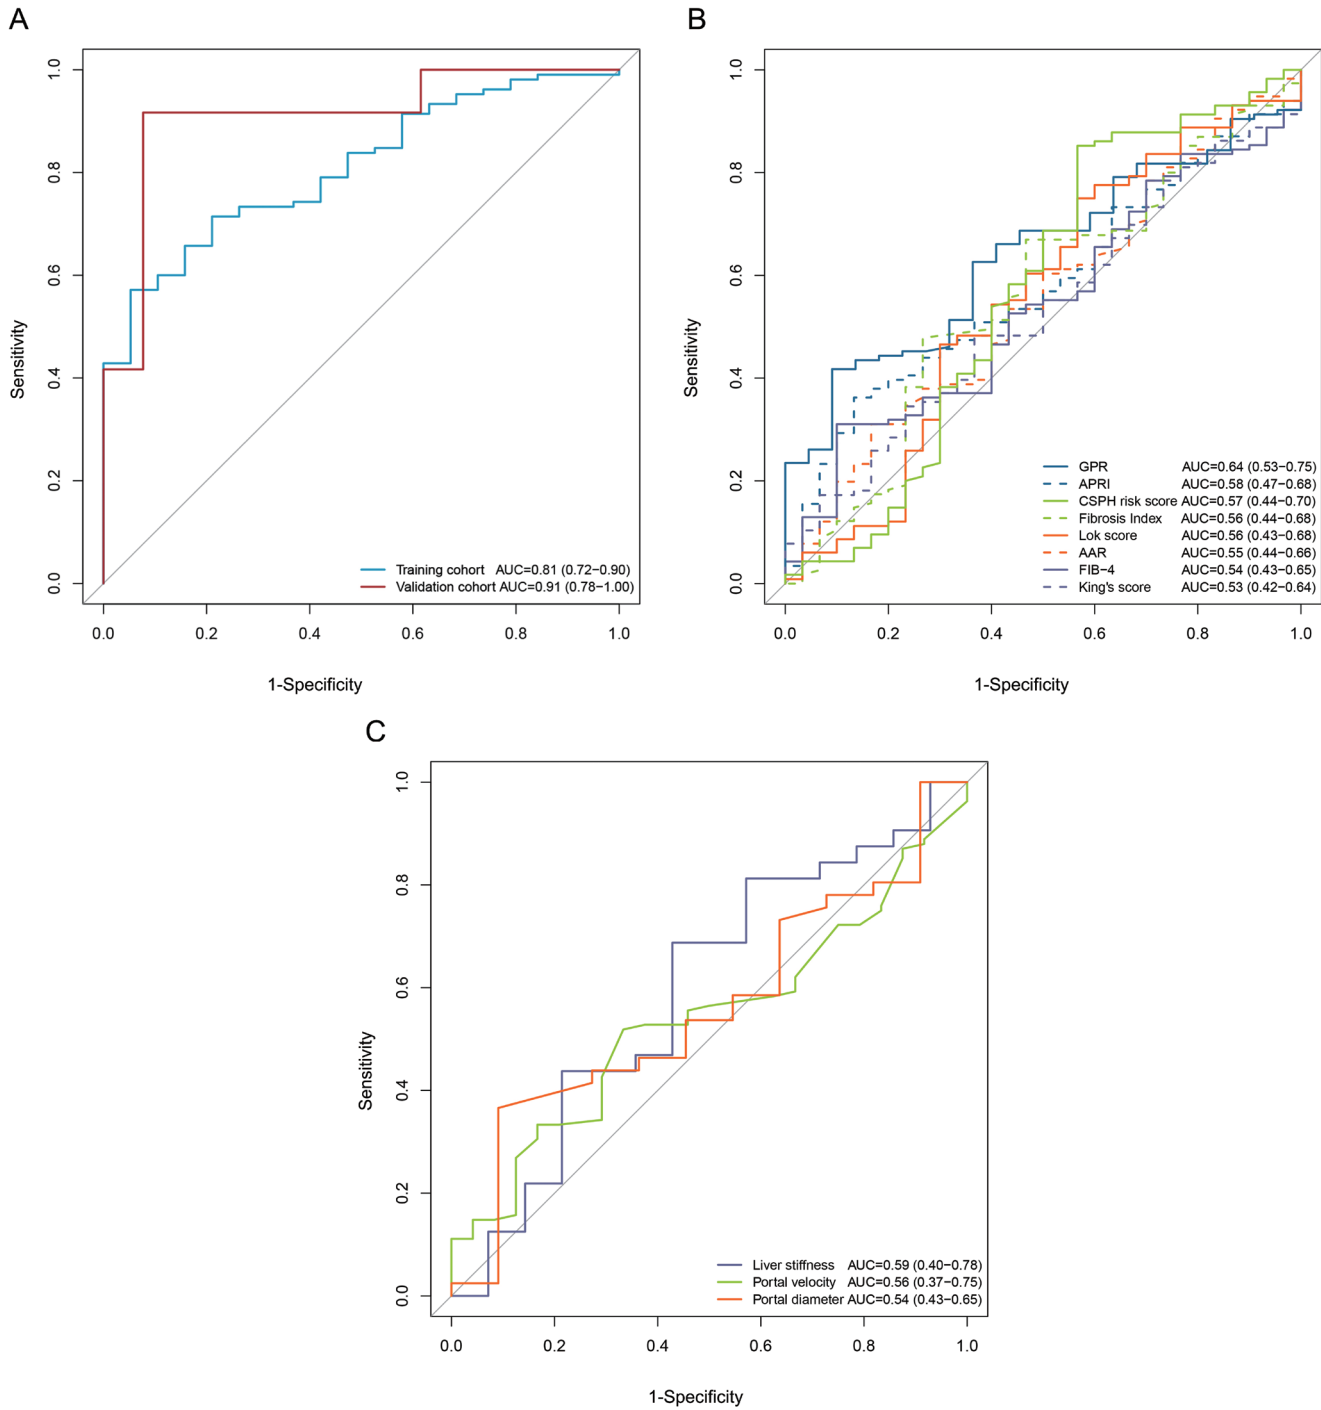 A
Sensitivity
0.0 0.2 0.4 0.6 0.8 1.0
Training cohort AUC=0.81 (0.72−0.90)
Validation cohort AUC=0.91 (0.78−1.00)
0.0 0.2 0.4 0.6 0.8 1.0
1-Specificity
B
Sensitivity
0.0 0.2 0.4 0.6 0.8 1.0
GPR AUC=0.64 (0.53−0.75)
APRI AUC=0.58 (0.47−0.68)
CSPH risk score AUC=0.57 (0.44−0.70)
Fibrosis Index AUC=0.56 (0.44−0.68)
Lok score AUC=0.56 (0.43−0.68)
AAR AUC=0.55 (0.44−0.66)
FIB−4 AUC=0.54 (0.43−0.65)
King's score AUC=0.53 (0.42−0.64)
0.0 0.2 0.4 0.6 0.8 1.0
1-Specificity
C
Sensitivity
0.0 0.2 0.4 0.6 0.8 1.0
Liver stiffness AUC=0.59 (0.40−0.78)
Portal velocity AUC=0.56 (0.37−0.75)
Portal diameter AUC=0.54 (0.43−0.65)
0.0 0.2 0.4 0.6 0.8 1.0
1-Specificity